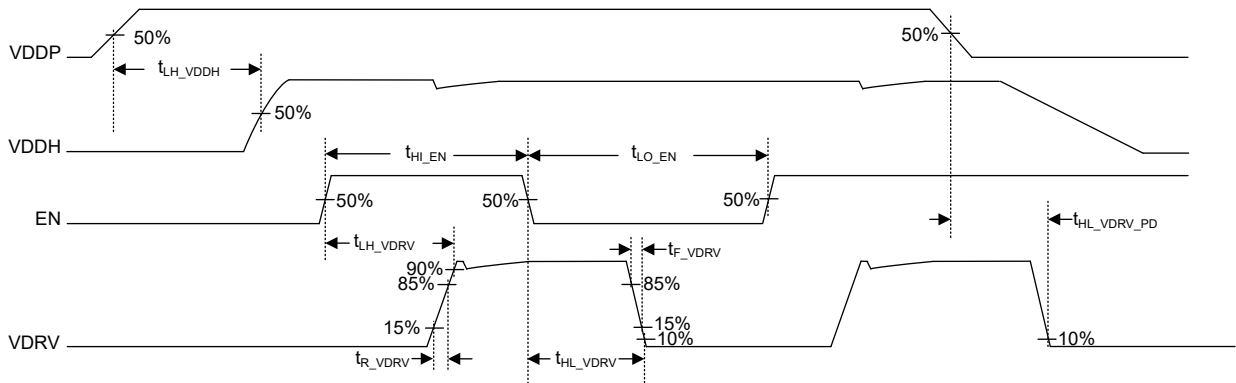 VDDP
50%
50%
tLH_VDDH
VDDH
50%
tHI_EN
tLO_EN
EN
50%
50%
50%
tHL_VDRV_PD
tLH_VDRV
tF_VDRV
90%
85%
85%
VDRV
15%
15%
10%
10%
tR_VDRV
tHL_VDRV